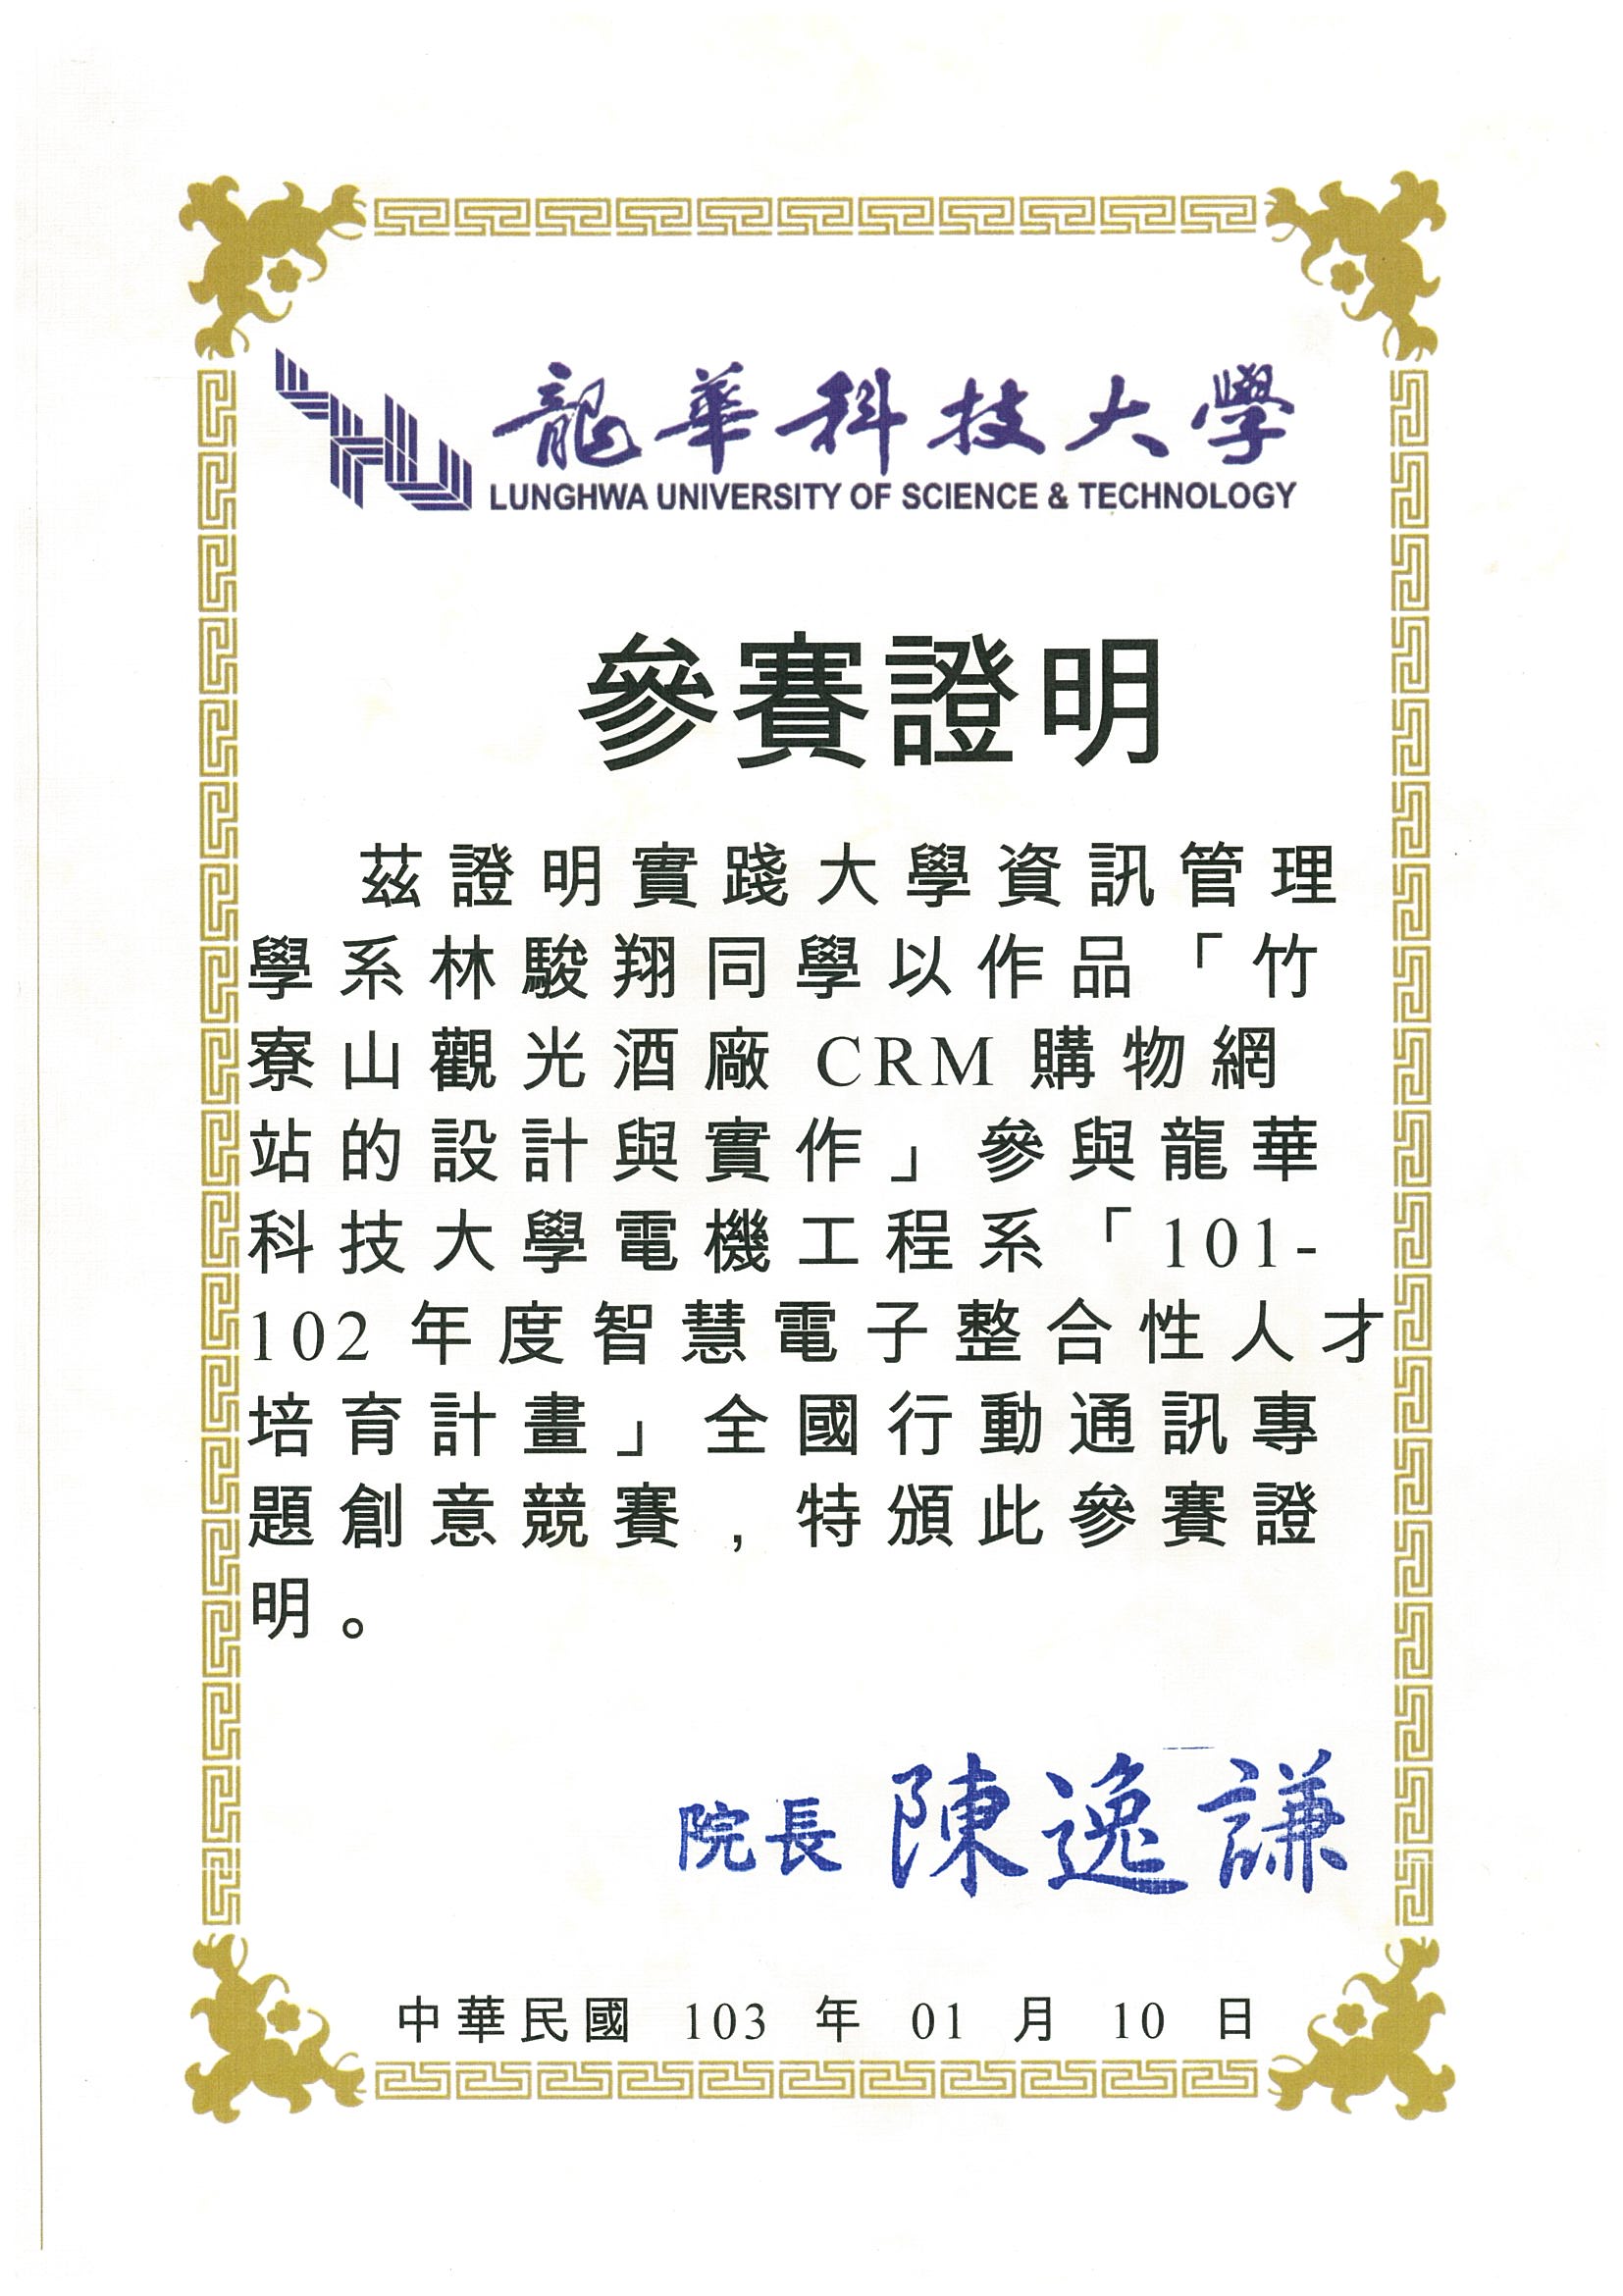 龍華科技大學
LUNGHWA UNIVERSITY OF SCIENCE & TECHNOLOGY
參賽證明
茲證明實踐大學資訊管理
學系林駿翔同學以作品「竹
寮山觀光酒廠 CRM 購物網
站的設計與實作」參與龍華
科技大學電機工程系「101-
102 年度智慧電子整合性人才
培育計畫」全國行動通訊專
題創意競賽，特頒此參賽證
明。
院長 陳逸謙
中華民國 103 年 01 月 10 日